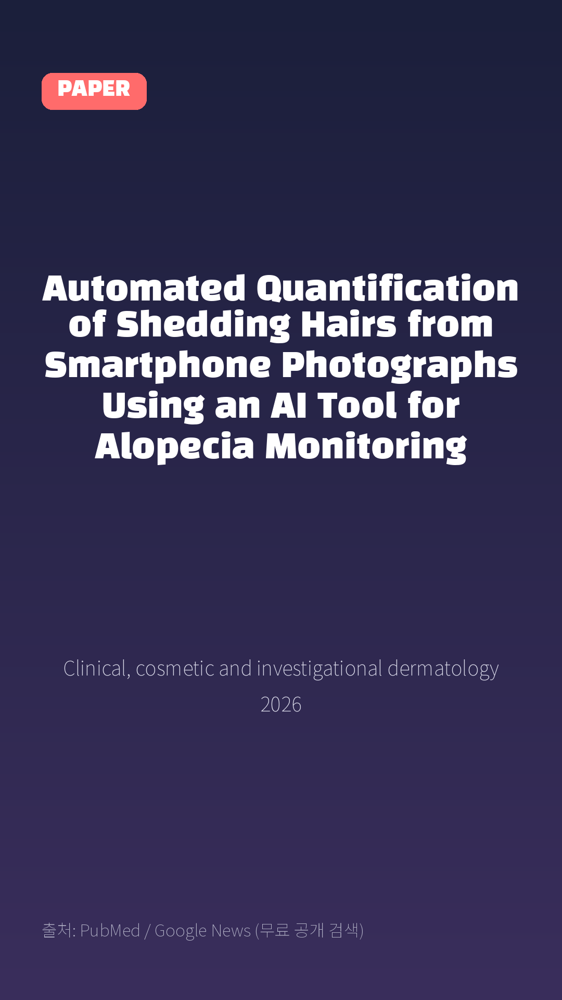 PAPER
Automated Quantification
of Shedding Hairs from
Smartphone Photographs
Using an AI Tool for
Alopecia Monitoring
Clinical, cosmetic and investigational dermatology
2026
출처: PubMed / Google News (무료 공개 검색)